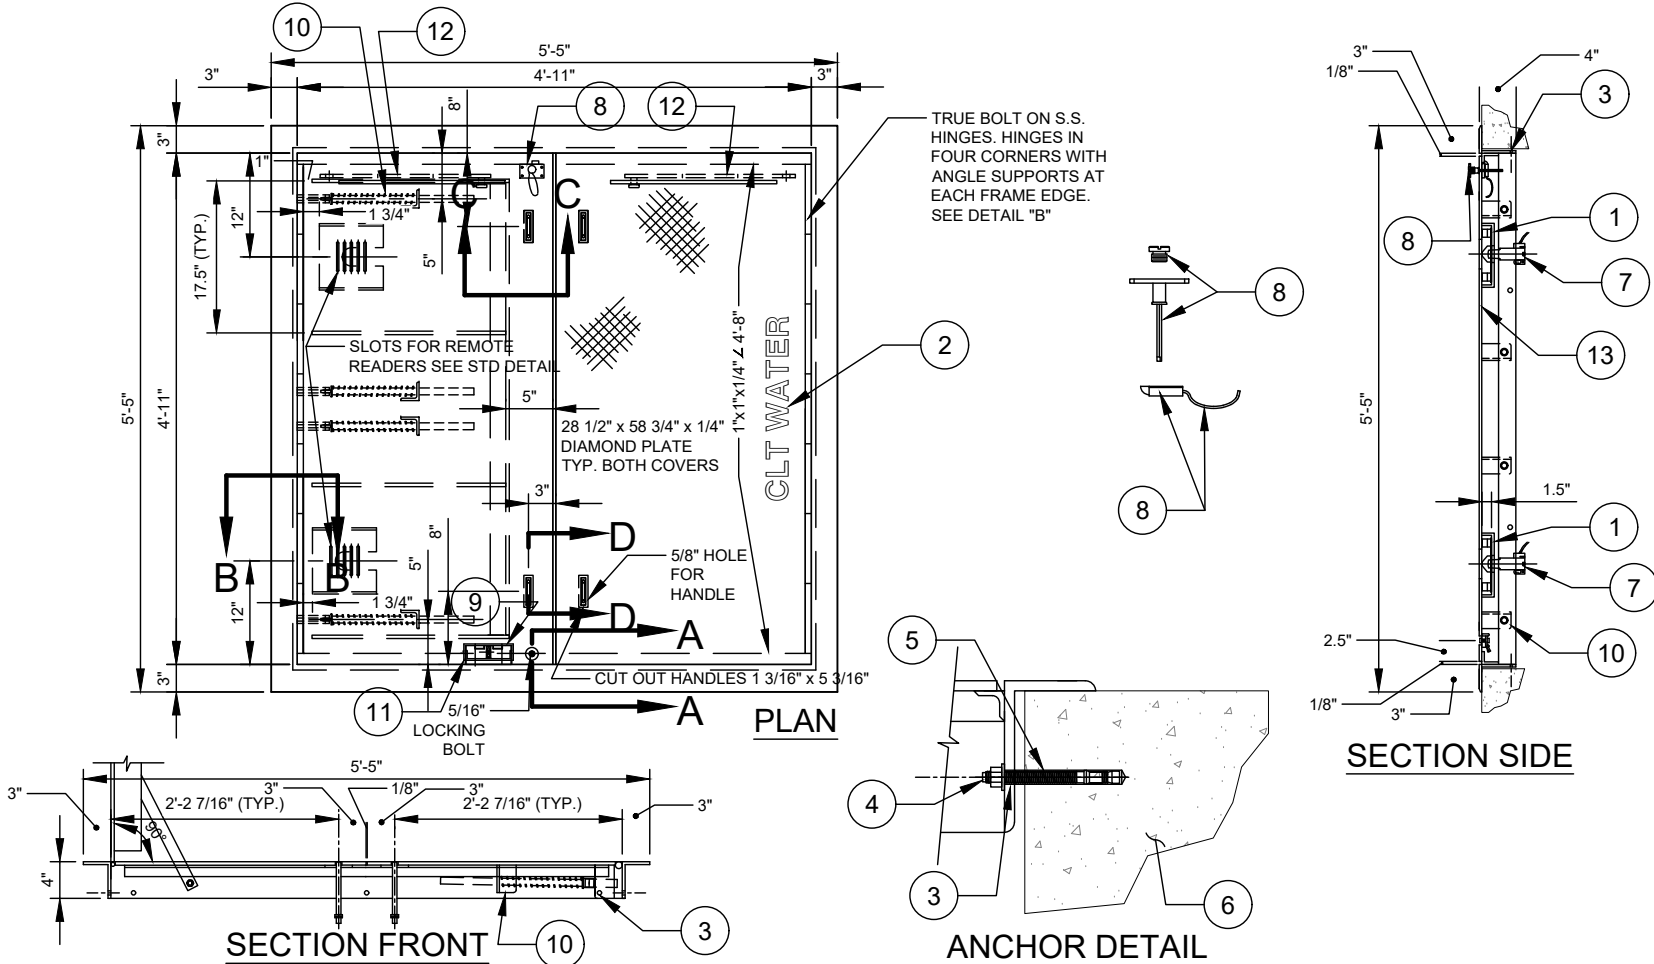 10
12
5'-5"
3"
4'-11"
3"
8"
8
12
TRUE BOLT ON S.S.
HINGES. HINGES IN
FOUR CORNERS WITH
ANGLE SUPPORTS AT
EACH FRAME EDGE.
SEE DETAIL "B"
3"
1"
12"
17.5" (TYP.)
1 3/4"
C
C
5"
5'-5"
4'-11"
SLOTS FOR REMOTE
READERS SEE STD DETAIL
5"
28 1/2" x 58 3/4" x 1/4"
DIAMOND PLATE
TYP. BOTH COVERS
1"x1"x1/4" ∠ 4'-8"
CLT WATER
2
3"
8"
5"
D
D
B
B
5/8" HOLE
FOR
HANDLE
9
1 3/4"
12"
3"
A
A
CUT OUT HANDLES 1 3/16" x 5 3/16"
11
5/16"
LOCKING
BOLT
PLAN
8
8
3"
1/8"
4"
3
8
1
7
13
5'-5"
1.5"
1
7
2.5"
10
1/8"
3"
SECTION SIDE
5'-5"
3"
2'-2 7/16" (TYP.)
3"
1/8"
3"
2'-2 7/16" (TYP.)
3"
90°
4"
SECTION FRONT
10
3
5
4
3
6
ANCHOR DETAIL